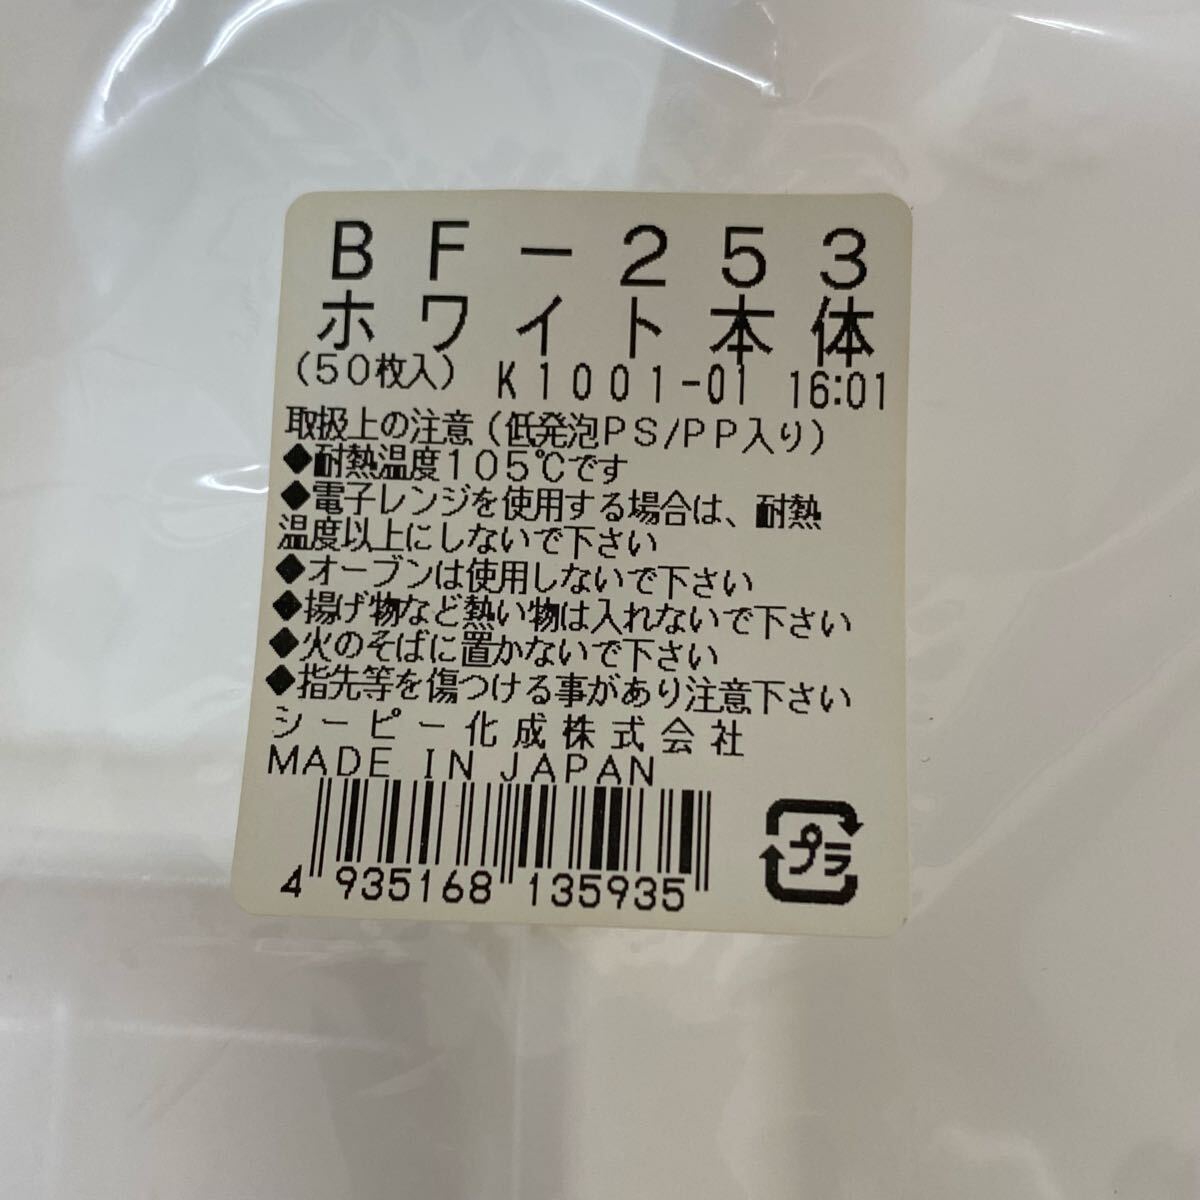 BF-253
ホワイト本体
(50枚入) K1001-01 16:01
取扱上の注意(低発泡PS/PP入り)
◆耐熱温度105℃です
◆電子レンジを使用する場合は、耐熱
温度以上にしないで下さい
◆オーブンは使用しないで下さい
◆揚げ物など熱い物は入れないで下さい
◆火のそばに置かないで下さい
◆指先等を傷つける事があり注意下さい
シーピー化成株式会社
MADE IN JAPAN
4 935168 135935
プラ